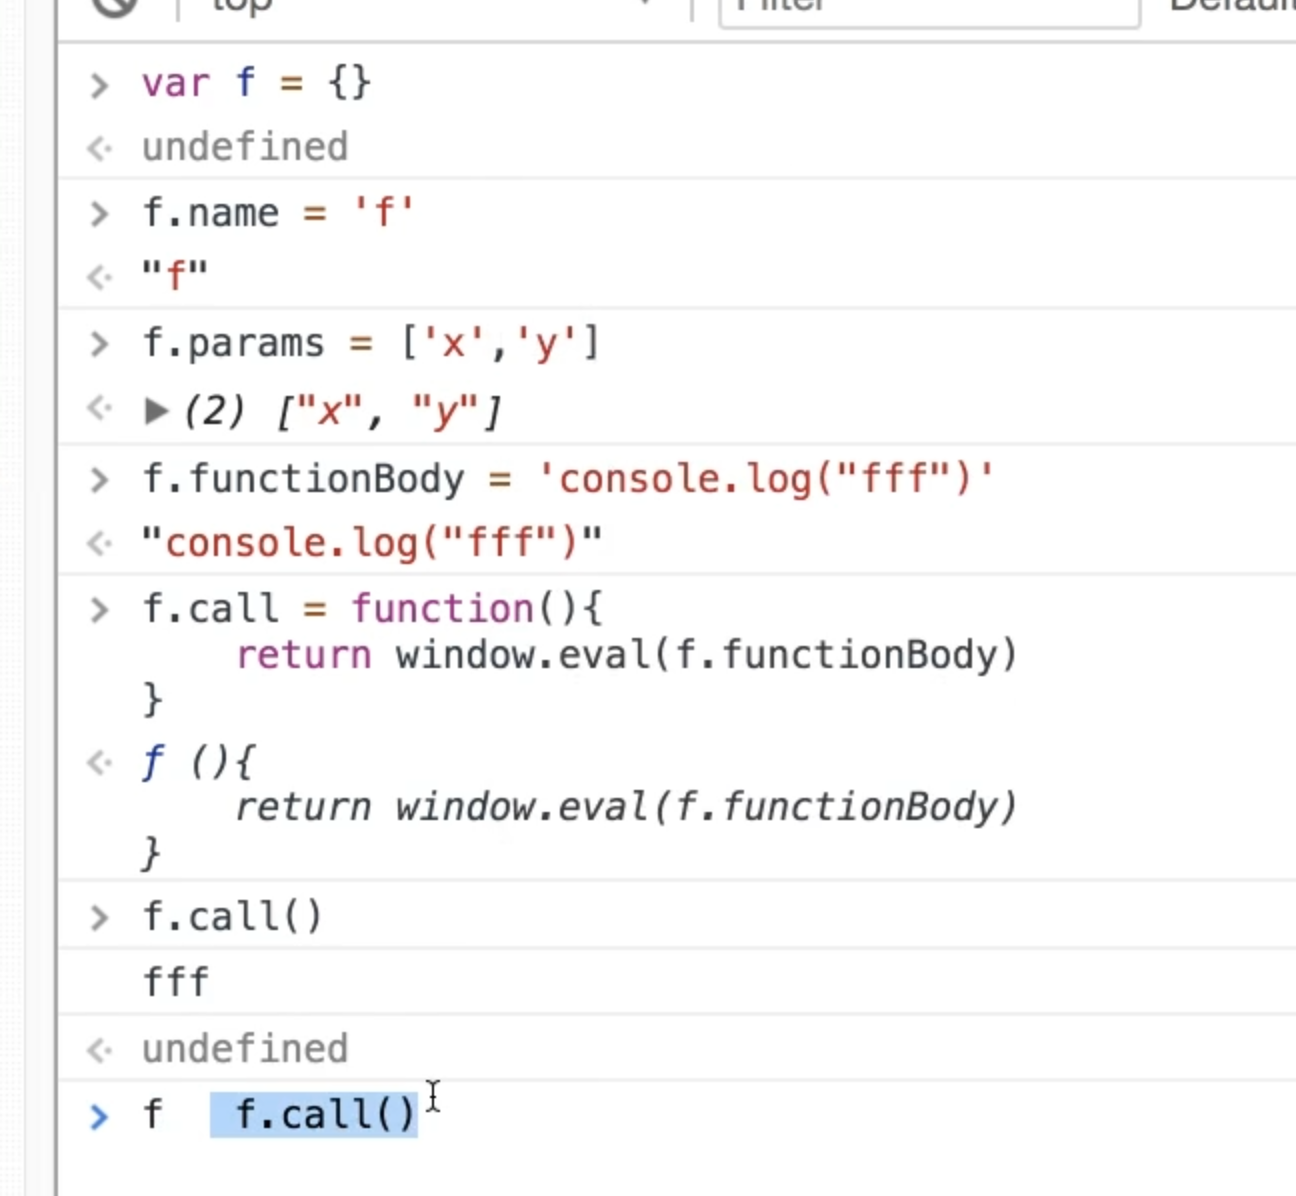 top Filter Default
> var f = {}
<· undefined
> f.name = 'f'
<· "f"
> f.params = ['x','y']
<· ▶ (2) ["x", "y"]
> f.functionBody = 'console.log("fff")'
<· "console.log("fff")"
> f.call = function(){
return window.eval(f.functionBody)
}
<· ƒ (){
return window.eval(f.functionBody)
}
> f.call()
fff
<· undefined
> f f.call()